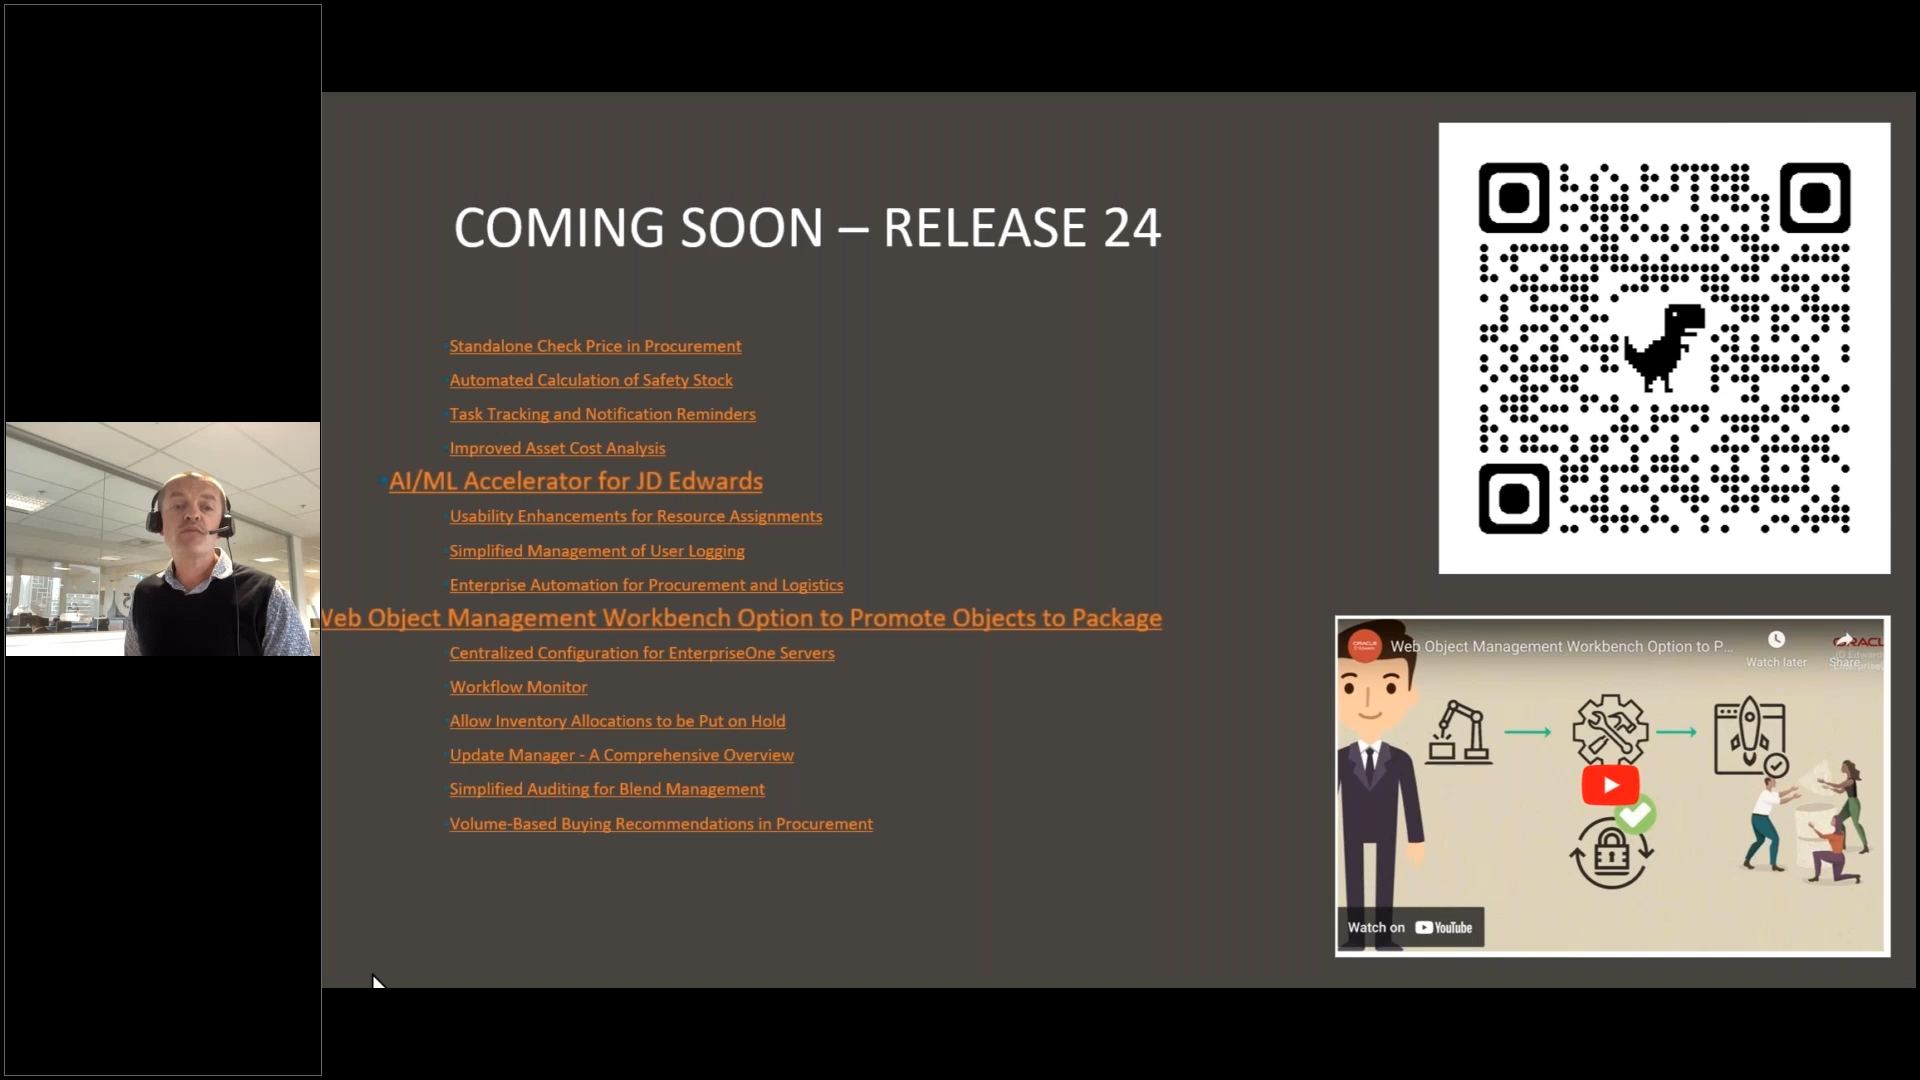 COMING SOON – RELEASE 24
Standalone Check Price in Procurement
Automated Calculation of Safety Stock
Task Tracking and Notification Reminders
Improved Asset Cost Analysis
AI/ML Accelerator for JD Edwards
Usability Enhancements for Resource Assignments
Simplified Management of User Logging
Enterprise Automation for Procurement and Logistics
Web Object Management Workbench Option to Promote Objects to Package
Centralized Configuration for EnterpriseOne Servers
Workflow Monitor
Allow Inventory Allocations to be Put on Hold
Update Manager - A Comprehensive Overview
Simplified Auditing for Blend Management
Volume-Based Buying Recommendations in Procurement
Web Object Management Workbench Option to P...
Watch later
Share
Watch on YouTube